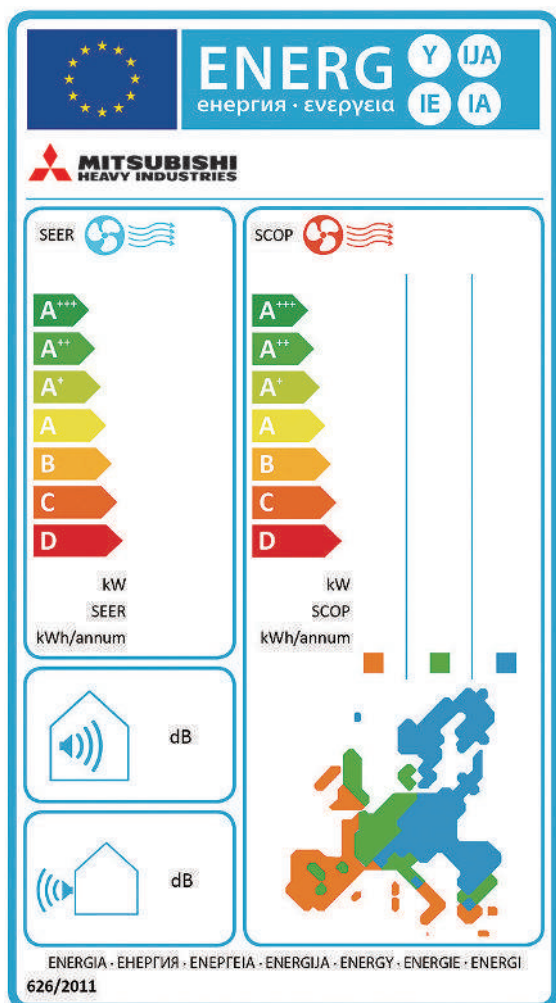 ENERG Y IJA
енергия · ενεργεια IE IA
MITSUBISHI
HEAVY INDUSTRIES
SEER
A+++
A++
A+
A
B
C
D
kW
SEER
kWh/annum
SCOP
A+++
A++
A+
A
B
C
D
kW
SCOP
kWh/annum
dB
dB
ENERGIA · ЕНЕРГИЯ · ΕΝΕΡΓΕΙΑ · ENERGIJA · ENERGY · ENERGIE · ENERGI
626/2011